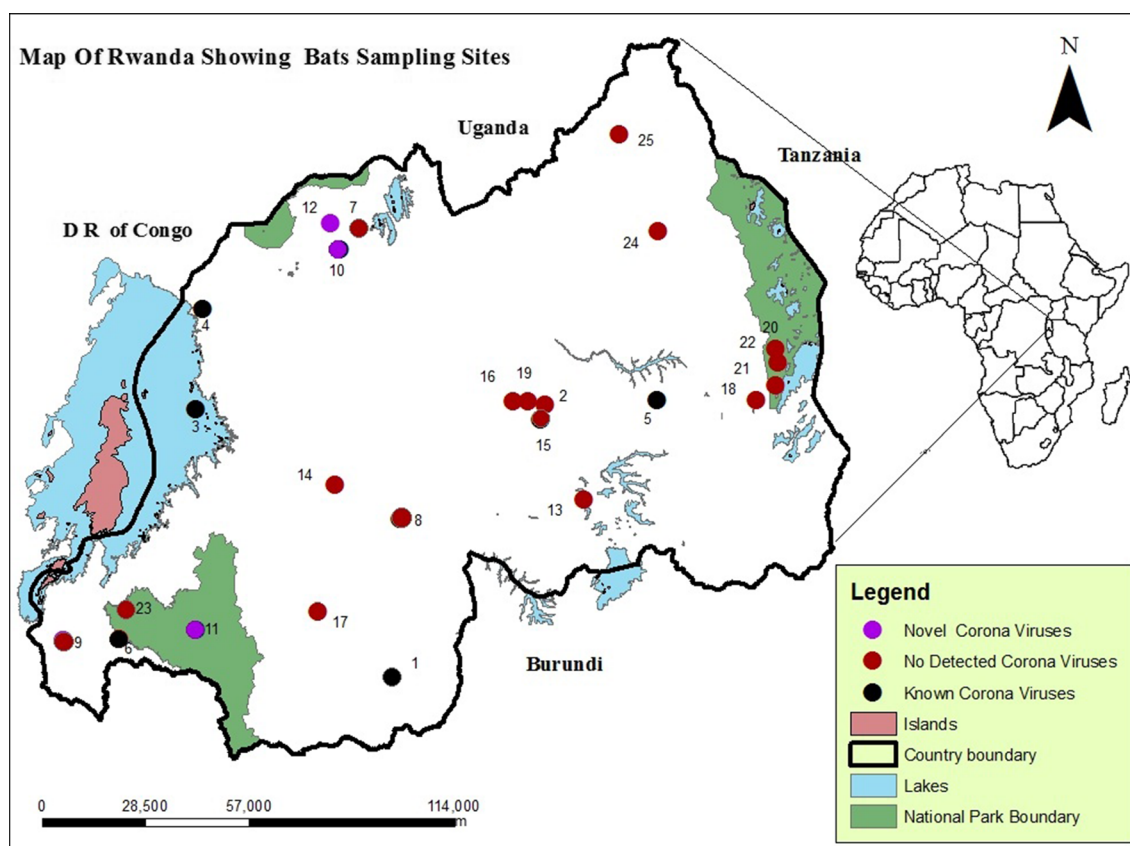 Map Of Rwanda Showing Bats Sampling Sites
N
Uganda
25
Tanzania
12
7
D R of Congo
24
10
4
20
22
21
16
19
2
18
3
5
15
14
13
8
23
11
17
9
6
1
Burundi
Legend
Novel Corona Viruses
No Detected Corona Viruses
Known Corona Viruses
Islands
Country boundary
Lakes
National Park Boundary
0 28,500 57,000 114,000
m